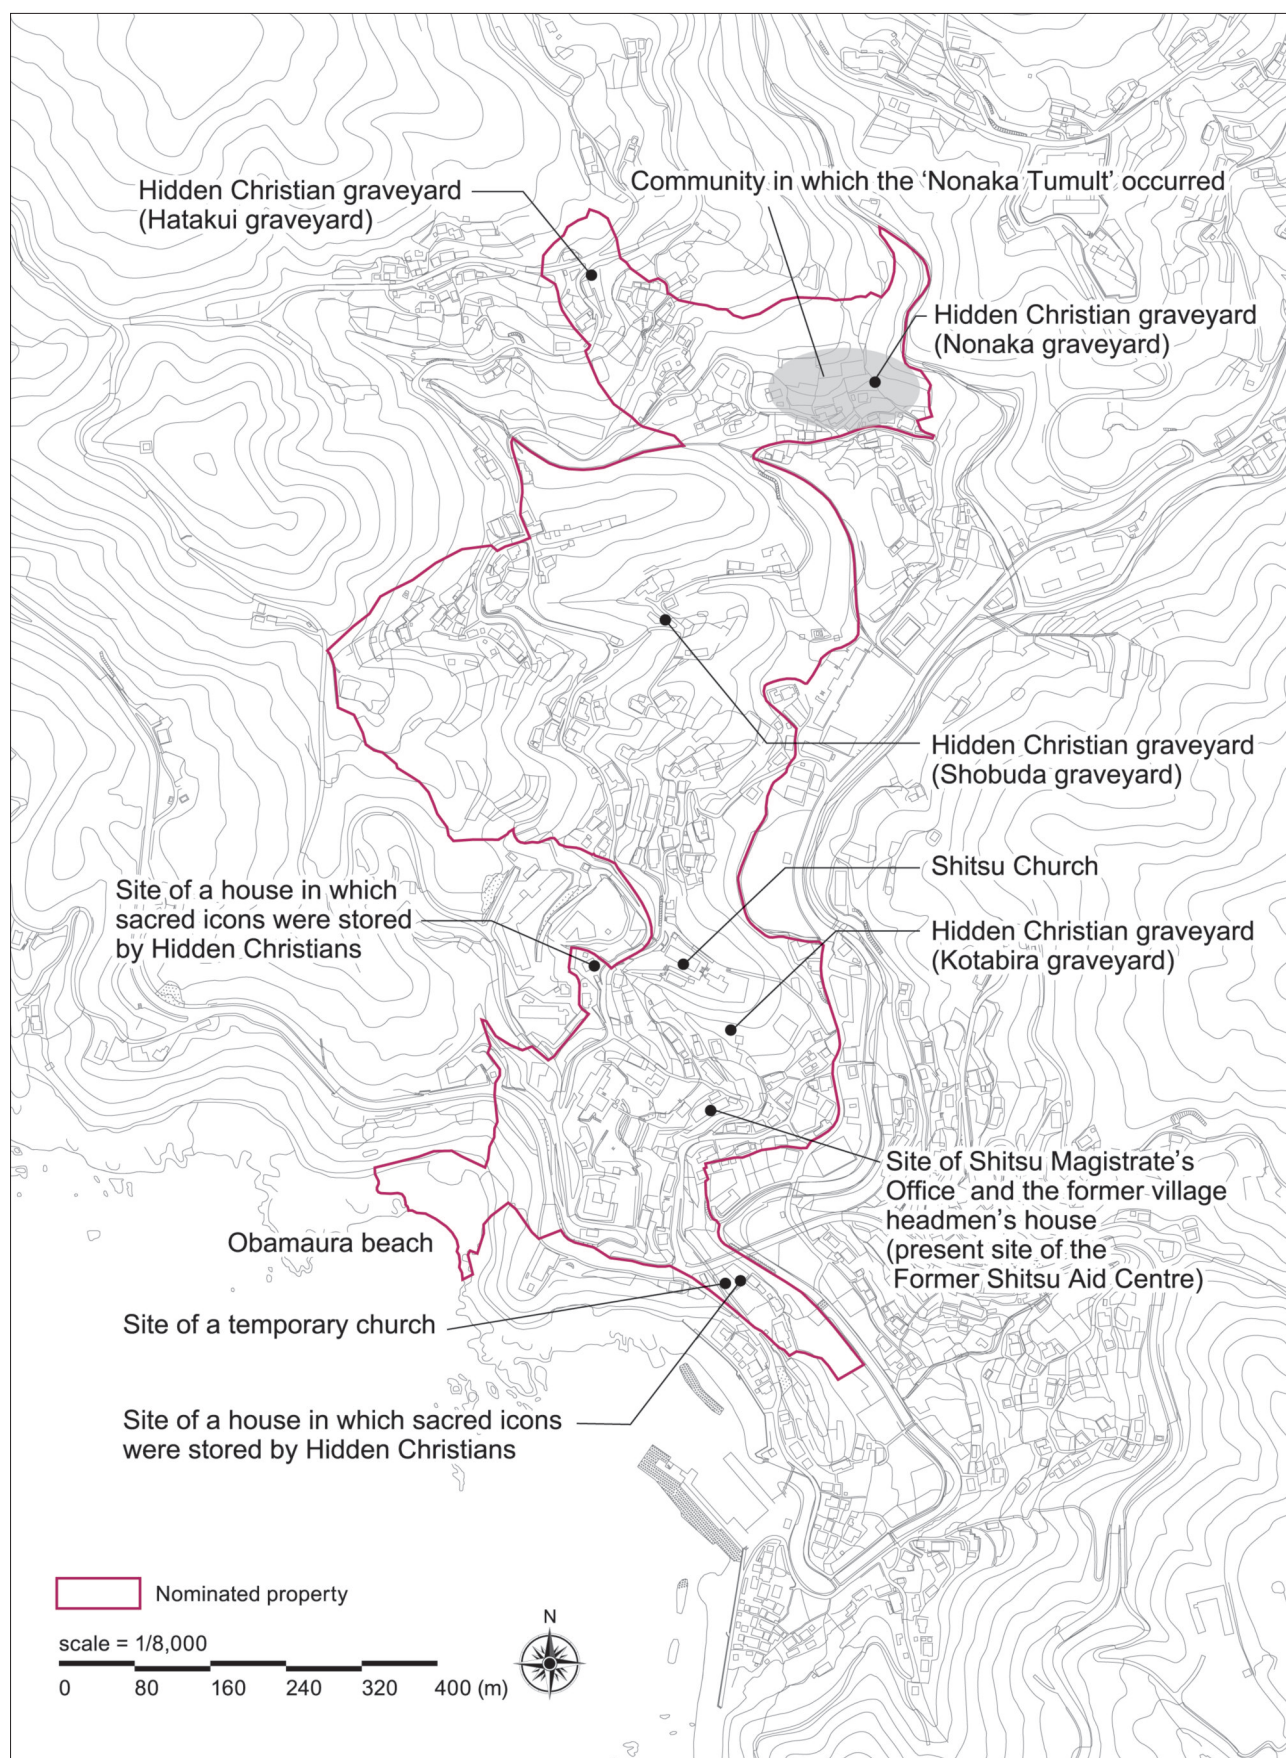 Hidden Christian graveyard
(Hatakui graveyard)
Community in which the ‘Nonaka Tumult’ occurred
Hidden Christian graveyard
(Nonaka graveyard)
Hidden Christian graveyard
(Shobuda graveyard)
Shitsu Church
Site of a house in which
sacred icons were stored
by Hidden Christians
Hidden Christian graveyard
(Kotabira graveyard)
Site of Shitsu Magistrate’s
Office and the former village
headmen’s house
(present site of the
Former Shitsu Aid Centre)
Obamaura beach
Site of a temporary church
Site of a house in which sacred icons
were stored by Hidden Christians
Nominated property
scale = 1/8,000
0 80 160 240 320 400 (m)
N